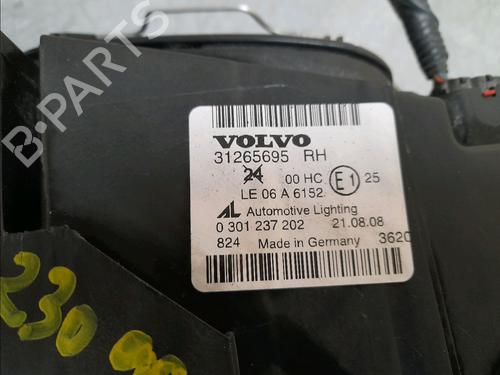 VOLVO
31265695 RH
24 00 HC E1 25
LE 06 A 6152
AL Automotive Lighting
0 301 237 202 21.08.08
824 Made in Germany 3620
230
B-PARTS